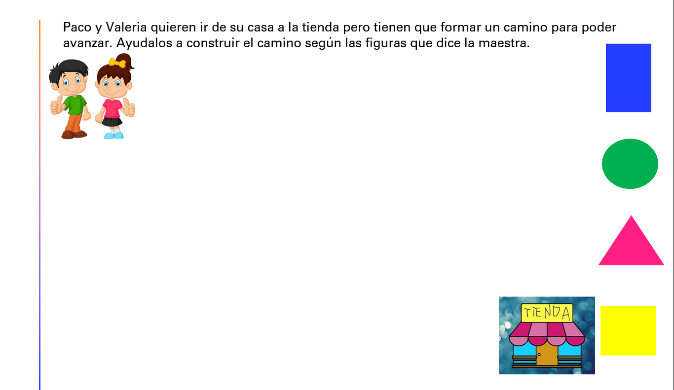 Paco y Valeria quieren ir de su casa a la tienda pero tienen que formar un camino para poder
avanzar. Ayudalos a construir el camino según las figuras que dice la maestra.
TIENDA